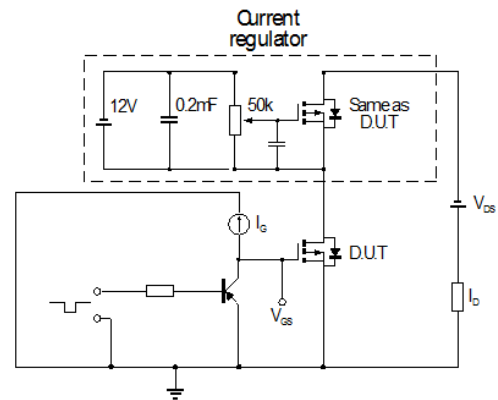 Current
regulator
12V
0.2mF
50k
Same as
D.U.T
V_DS
I_G
D.U.T
I_D
V_GS